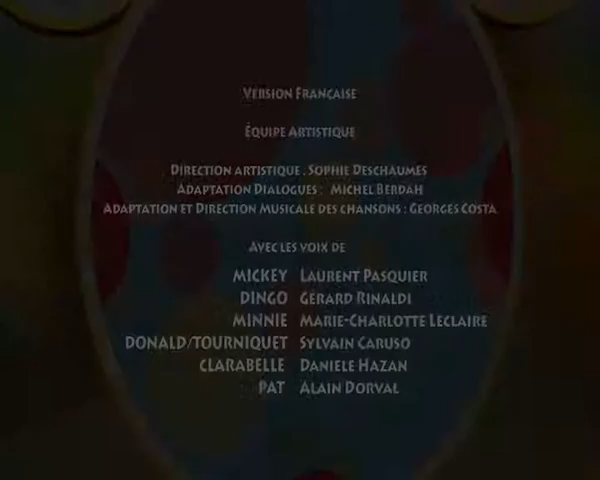 Version Française
Équipe Artistique
Direction artistique : Sophie Deschaumes
Adaptation Dialogues : Michel Berdah
Adaptation et Direction Musicale des chansons : Georges Costa
Avec les voix de
MICKEY Laurent Pasquier
DINGO Gérard Rinaldi
MINNIE Marie-Charlotte Leclaire
DONALD/TOURNIQUET Sylvain Caruso
CLARABELLE Daniele Hazan
PAT Alain Dorval